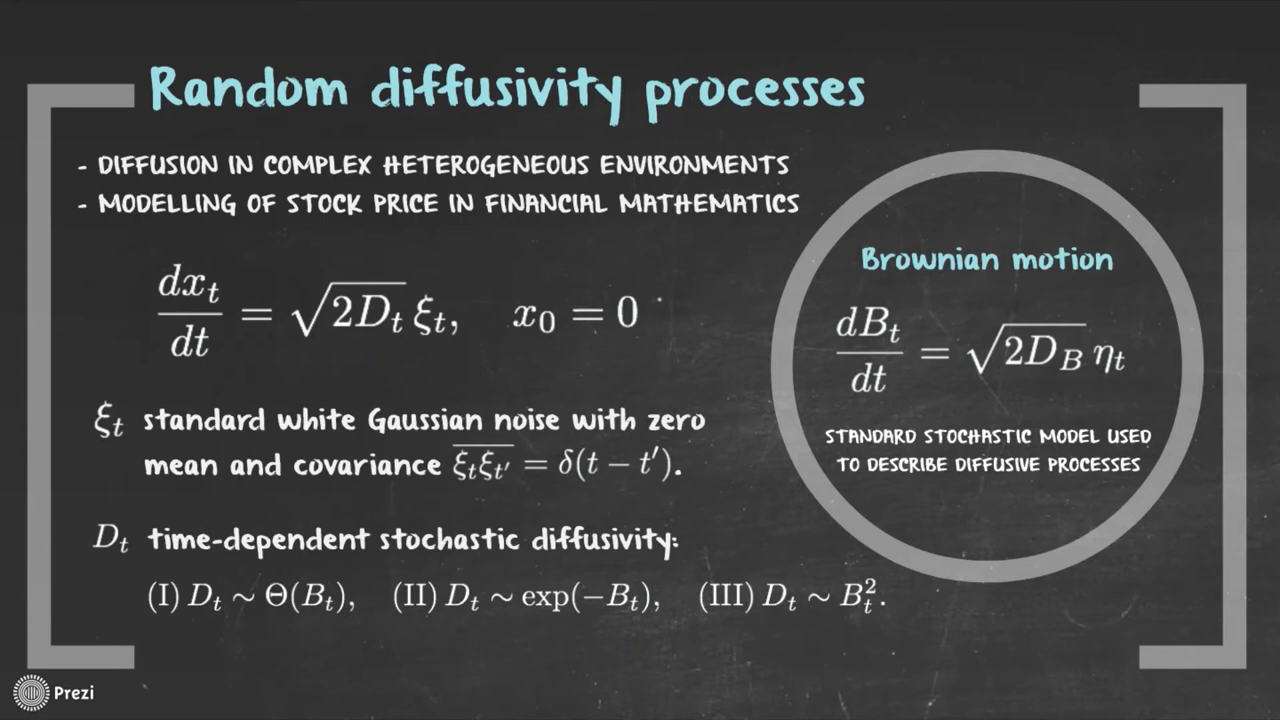 Random diffusivity processes
- DIFFUSION IN COMPLEX HETEROGENEOUS ENVIRONMENTS
- MODELLING OF STOCK PRICE IN FINANCIAL MATHEMATICS
dx_t/dt = √(2D_t) ξ_t, x_0 = 0
ξ_t standard white Gaussian noise with zero
mean and covariance \overline{ξ_tξ_{t′}} = δ(t − t′).
D_t time-dependent stochastic diffusivity:
(I) D_t ∼ Θ(B_t), (II) D_t ∼ exp(−B_t), (III) D_t ∼ B_t^2.
Brownian motion
dB_t/dt = √(2D_B) η_t
STANDARD STOCHASTIC MODEL USED
TO DESCRIBE DIFFUSIVE PROCESSES
Prezi